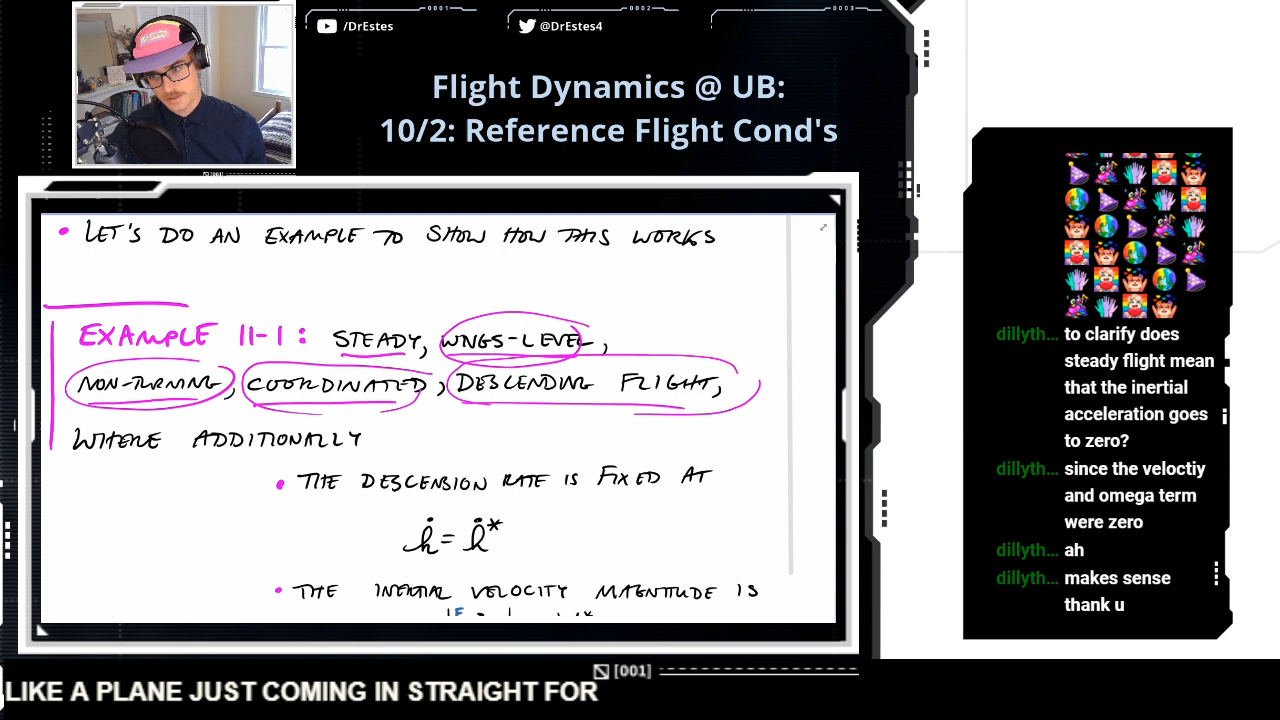 0001
0002
0003
/DrEstes
@DrEstes4
Flight Dynamics @ UB:
10/2: Reference Flight Cond's
[001]
• LET'S DO AN EXAMPLE TO SHOW HOW THIS WORKS
EXAMPLE 11-1: STEADY, WINGS-LEVEL,
NON-TURNING, COORDINATED, DESCENDING FLIGHT,
WHERE ADDITIONALLY
• THE DESCENSION RATE IS FIXED AT
ḣ = ḣ*
• THE INERTIAL VELOCITY MAGNITUDE IS
dillyth... to clarify does
steady flight mean
that the inertial
acceleration goes
to zero?
dillyth... since the veloctiy
and omega term
were zero
dillyth... ah
dillyth... makes sense
thank u
[001]
LIKE A PLANE JUST COMING IN STRAIGHT FOR